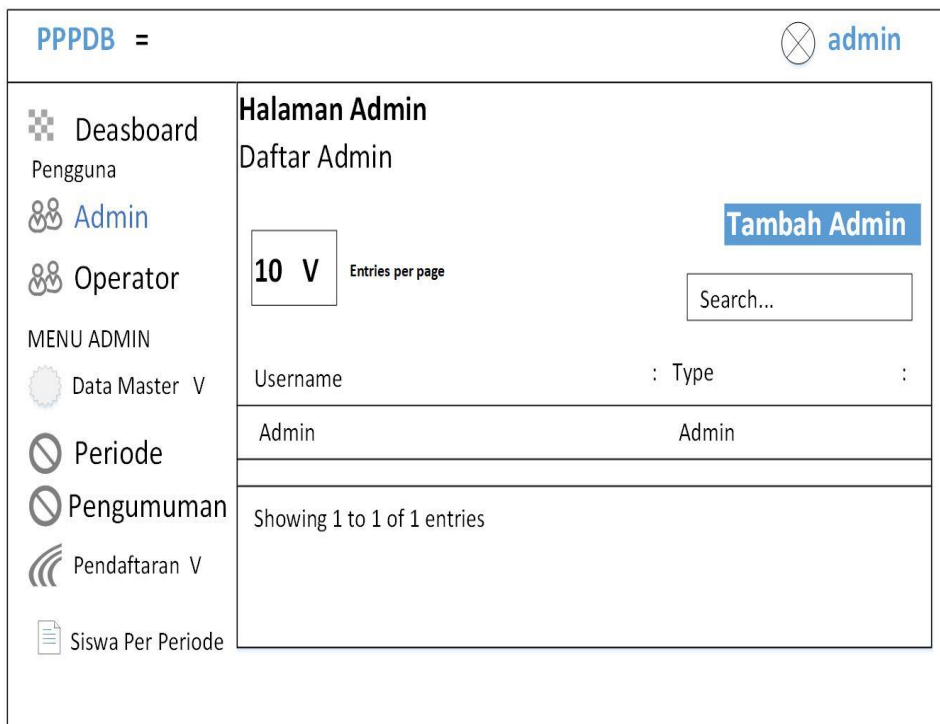 PPPDB =
admin
Deasboard
Pengguna
Admin
Operator
MENU ADMIN
Data Master V
Periode
Pengumuman
Pendaftaran V
Siswa Per Periode
Halaman Admin
Daftar Admin
Tambah Admin
10 V Entries per page
Search...
Username : Type :
Admin Admin
Showing 1 to 1 of 1 entries